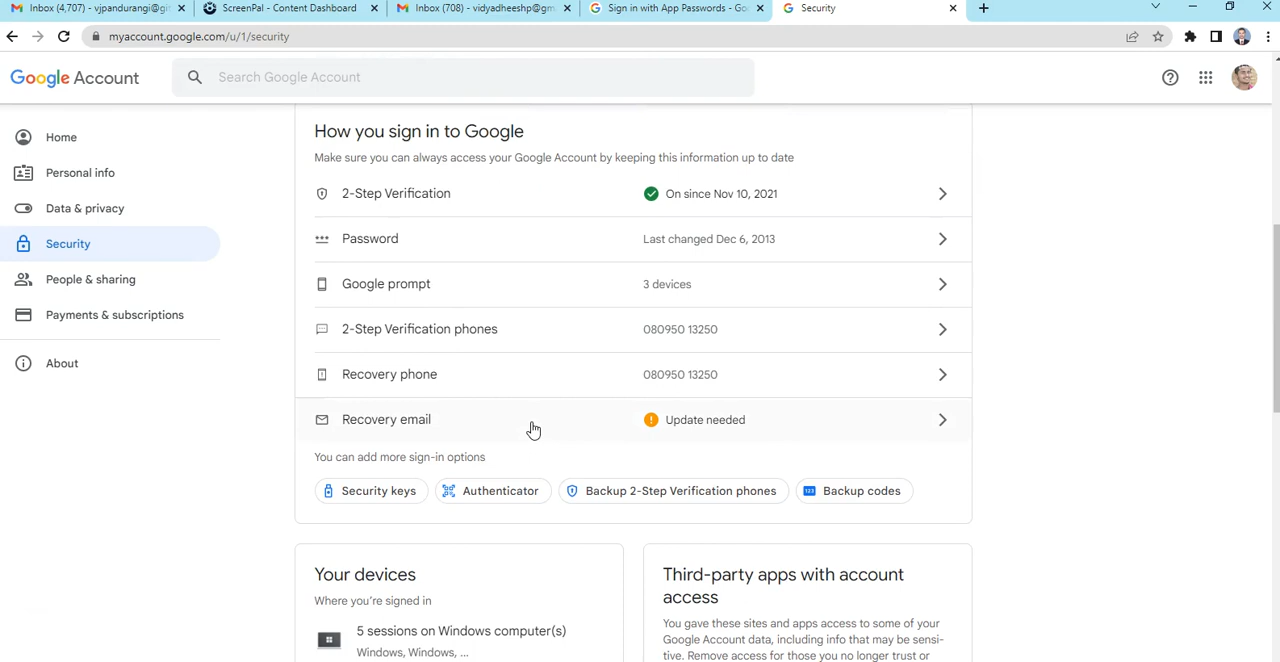 Inbox (4,707) - vjpandurangi@git
ScreenPal - Content Dashboard
Inbox (708) - vidyadheeshp@gm
Sign in with App Passwords - Goo
Security
myaccount.google.com/u/1/security
Google Account
Search Google Account
Home
Personal info
Data & privacy
Security
People & sharing
Payments & subscriptions
About
How you sign in to Google
Make sure you can always access your Google Account by keeping this information up to date
2-Step Verification
On since Nov 10, 2021
Password
Last changed Dec 6, 2013
Google prompt
3 devices
2-Step Verification phones
080950 13250
Recovery phone
080950 13250
Recovery email
Update needed
You can add more sign-in options
Security keys
Authenticator
Backup 2-Step Verification phones
123
Backup codes
Your devices
Where you're signed in
5 sessions on Windows computer(s)
Windows, Windows, ...
Third-party apps with account
access
You gave these sites and apps access to some of your
Google Account data, including info that may be sensi-
tive. Remove access for those you no longer trust or